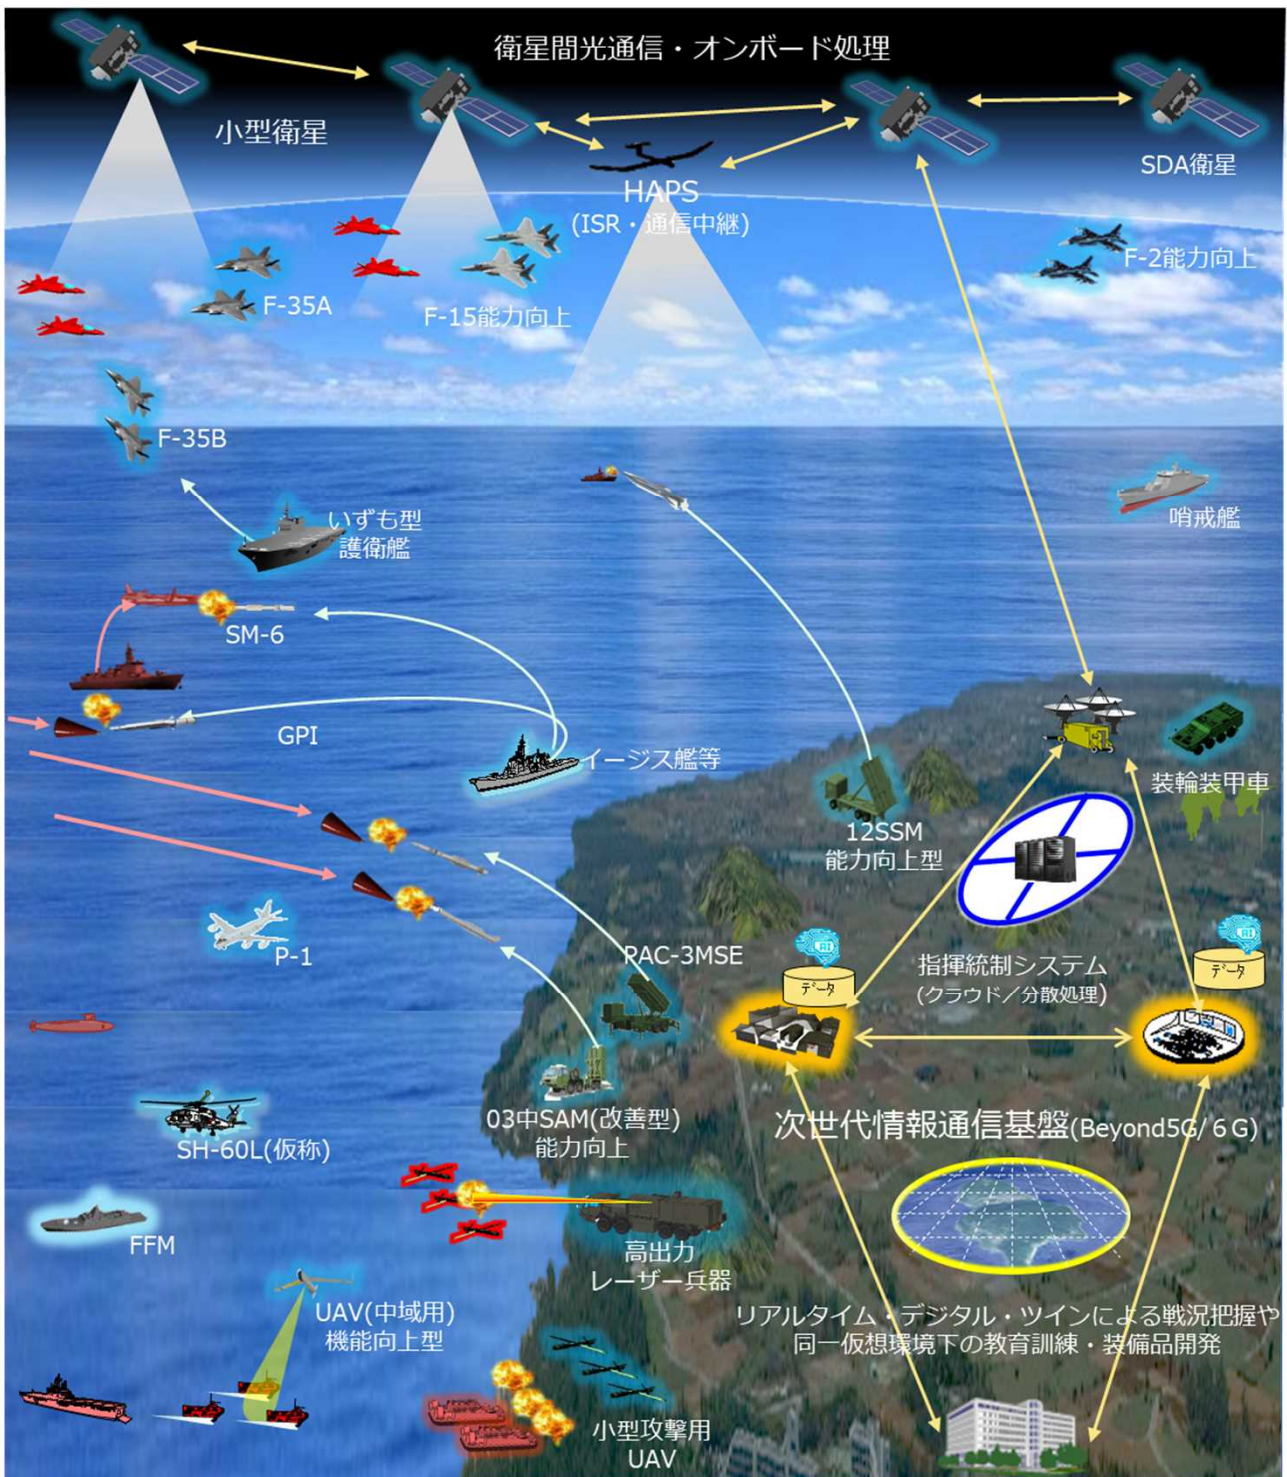 衛星間光通信・オンボード処理
小型衛星
SDA衛星
HAPS
(ISR・通信中継)
F-35A
F-15能力向上
F-2能力向上
F-35B
いずも型
護衛艦
哨戒艦
SM-6
GPI
イージス艦等
装輪装甲車
12SSM
能力向上型
P-1
PAC-3MSE
AI
データ
AI
データ
指揮統制システム
(クラウド／分散処理)
03中SAM(改善型)
能力向上
SH-60L(仮称)
次世代情報通信基盤(Beyond5G/６G)
FFM
高出力
レーザー兵器
UAV(中域用)
機能向上型
リアルタイム・デジタル・ツインによる戦況把握や
同一仮想環境下の教育訓練・装備品開発
小型攻撃用
UAV